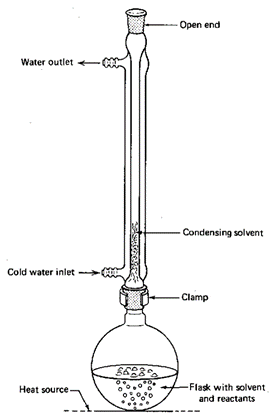 Open end
Water outlet
Condensing solvent
Cold water inlet
Clamp
Heat source
Flask with solvent
and reactants